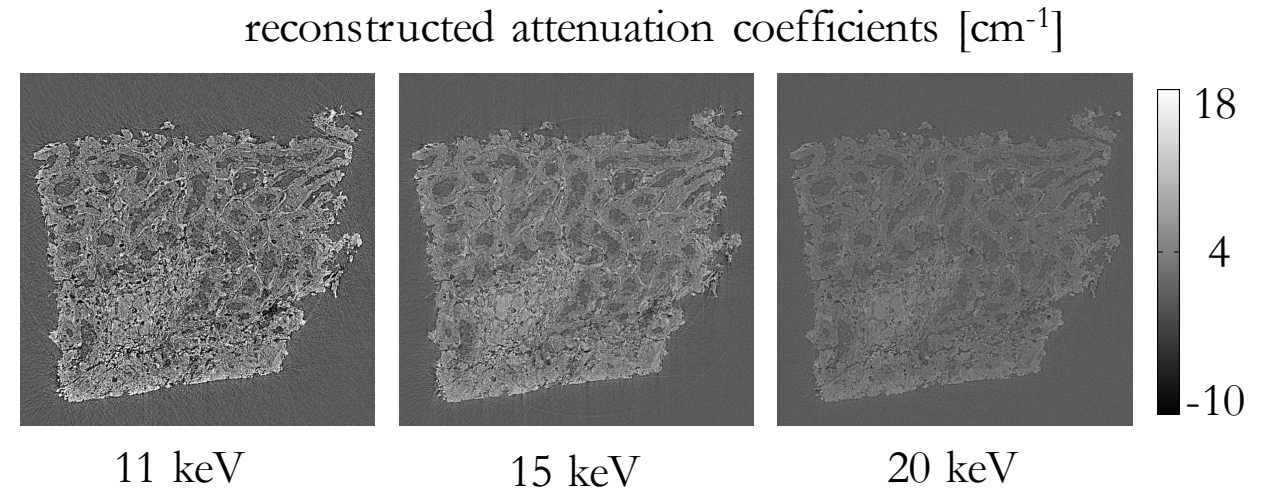 reconstructed attenuation coefficients [cm-1]
18
4
-10
11 keV
15 keV
20 keV